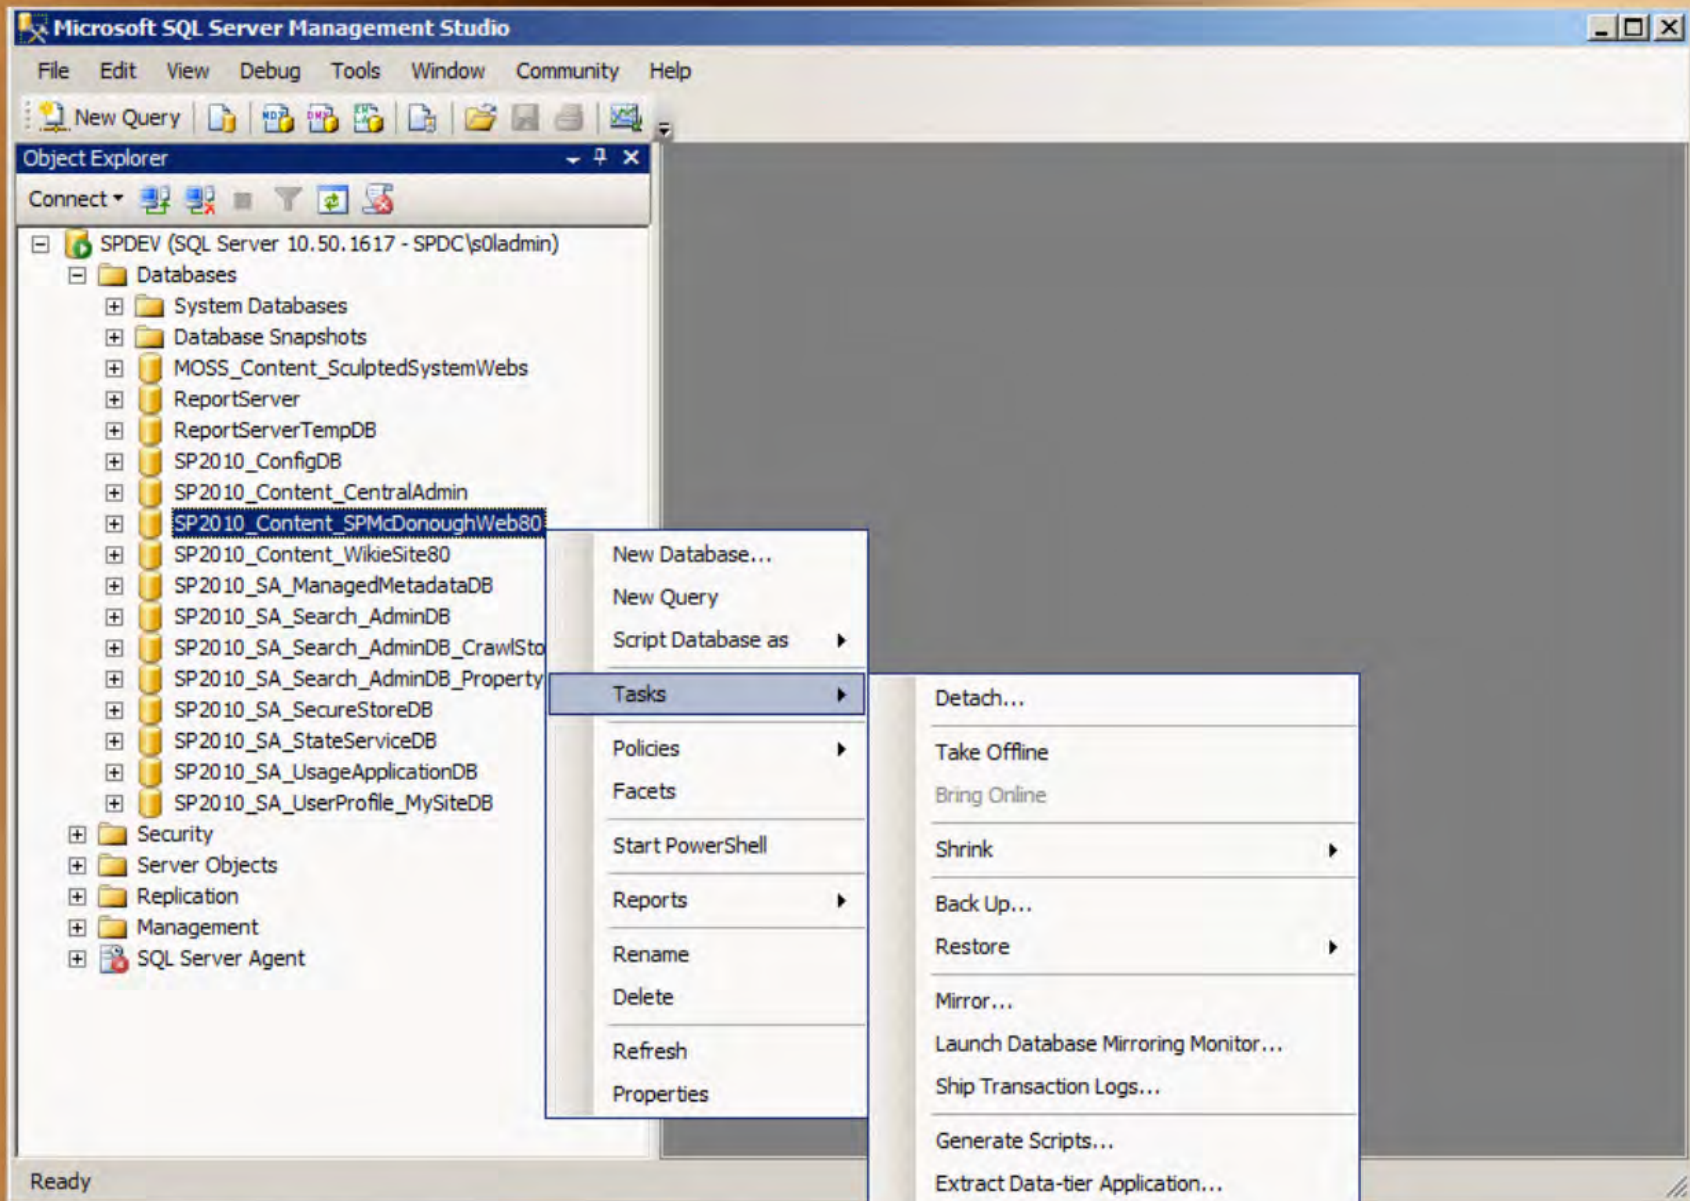 Microsoft SQL Server Management Studio
File Edit View Debug Tools Window Community Help
New Query
Object Explorer
Connect
SPDEV (SQL Server 10.50.1617 - SPDC\s0ladmin)
Databases
System Databases
Database Snapshots
MOSS_Content_SculptedSystemWebs
ReportServer
ReportServerTempDB
SP2010_ConfigDB
SP2010_Content_CentralAdmin
SP2010_Content_SPMcDonoughWeb80
SP2010_Content_WikieSite80
SP2010_SA_ManagedMetadataDB
SP2010_SA_Search_AdminDB
SP2010_SA_Search_AdminDB_CrawlSto
SP2010_SA_Search_AdminDB_Property
SP2010_SA_SecureStoreDB
SP2010_SA_StateServiceDB
SP2010_SA_UsageApplicationDB
SP2010_SA_UserProfile_MySiteDB
Security
Server Objects
Replication
Management
SQL Server Agent
New Database...
New Query
Script Database as
Tasks
Policies
Facets
Start PowerShell
Reports
Rename
Delete
Refresh
Properties
Detach...
Take Offline
Bring Online
Shrink
Back Up...
Restore
Mirror...
Launch Database Mirroring Monitor...
Ship Transaction Logs...
Generate Scripts...
Extract Data-tier Application...
Ready